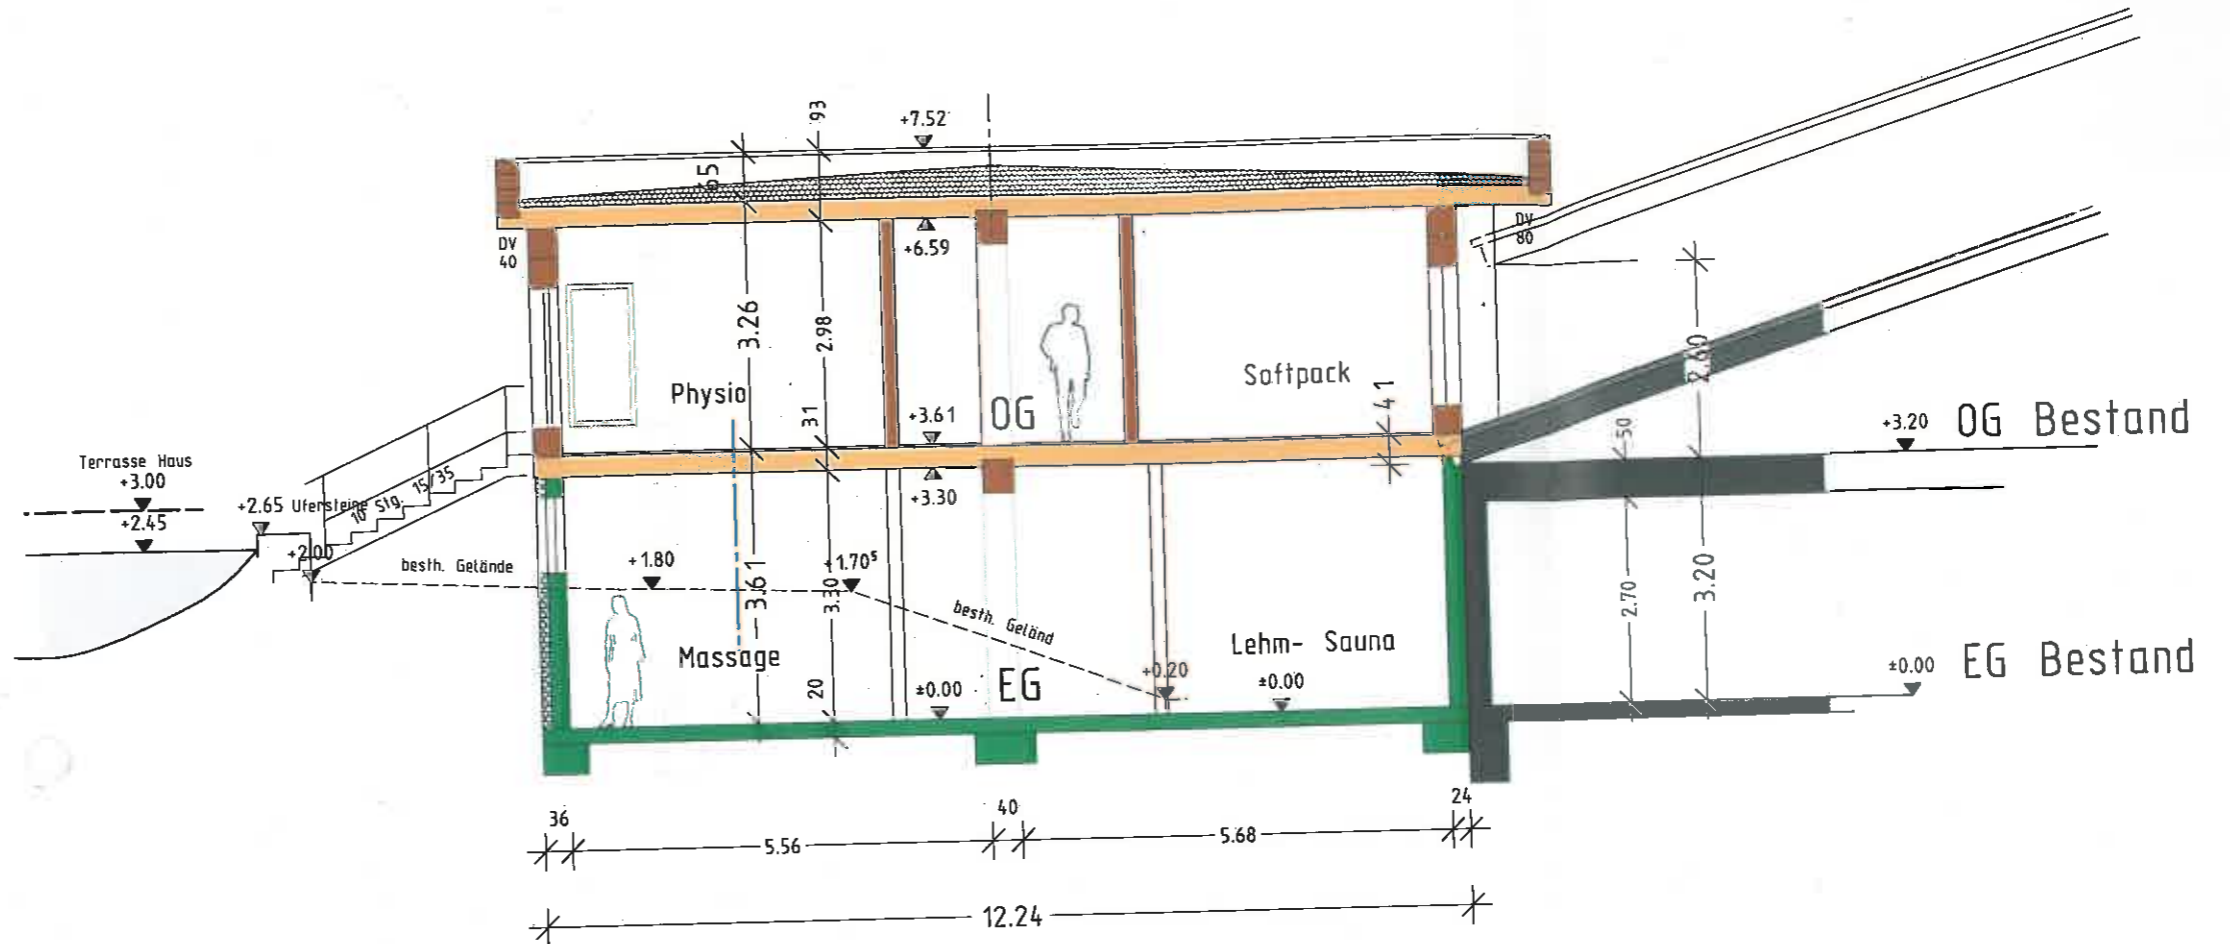 93
+7.52
65
DV
40
+6.59
DV
80
3.26
2.98
2.60
Physio
Softpack
31
+3.61
OG
41
50
+3.20
OG Bestand
Terrasse Haus
+3.00
+2.45
+2.65 Ufersteine
10 Stg. 15/35
+2.00
besth. Gelände
+3.30
+1.80
+1.70⁵
3.61
3.30
besth. Geländ
2.70
3.20
Massage
Lehm- Sauna
+0.20
20
±0.00
EG
±0.00
±0.00
EG Bestand
36
40
24
5.56
5.68
12.24